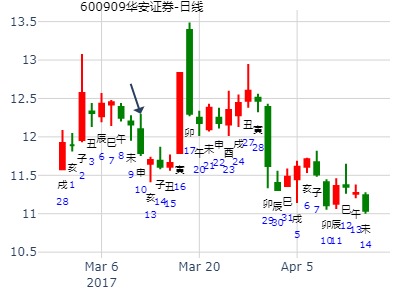 600909华安证券-日线
13.5
13
12.5
12
11.5
11
10.5
戌 28
亥 1
子 2
丑 3
辰 6
巳 7
午 8
未 9
申 10
亥 13
子 14
丑 15
寅 16
卯 17
午 20
未 21
申 22
酉 23
戌 24
丑 27
寅 28
卯 29
辰 30
巳 31
戌 5
亥 6
子 7
卯 10
辰 11
巳 12
午 13
未 14
Mar 6
2017
Mar 20
Apr 5